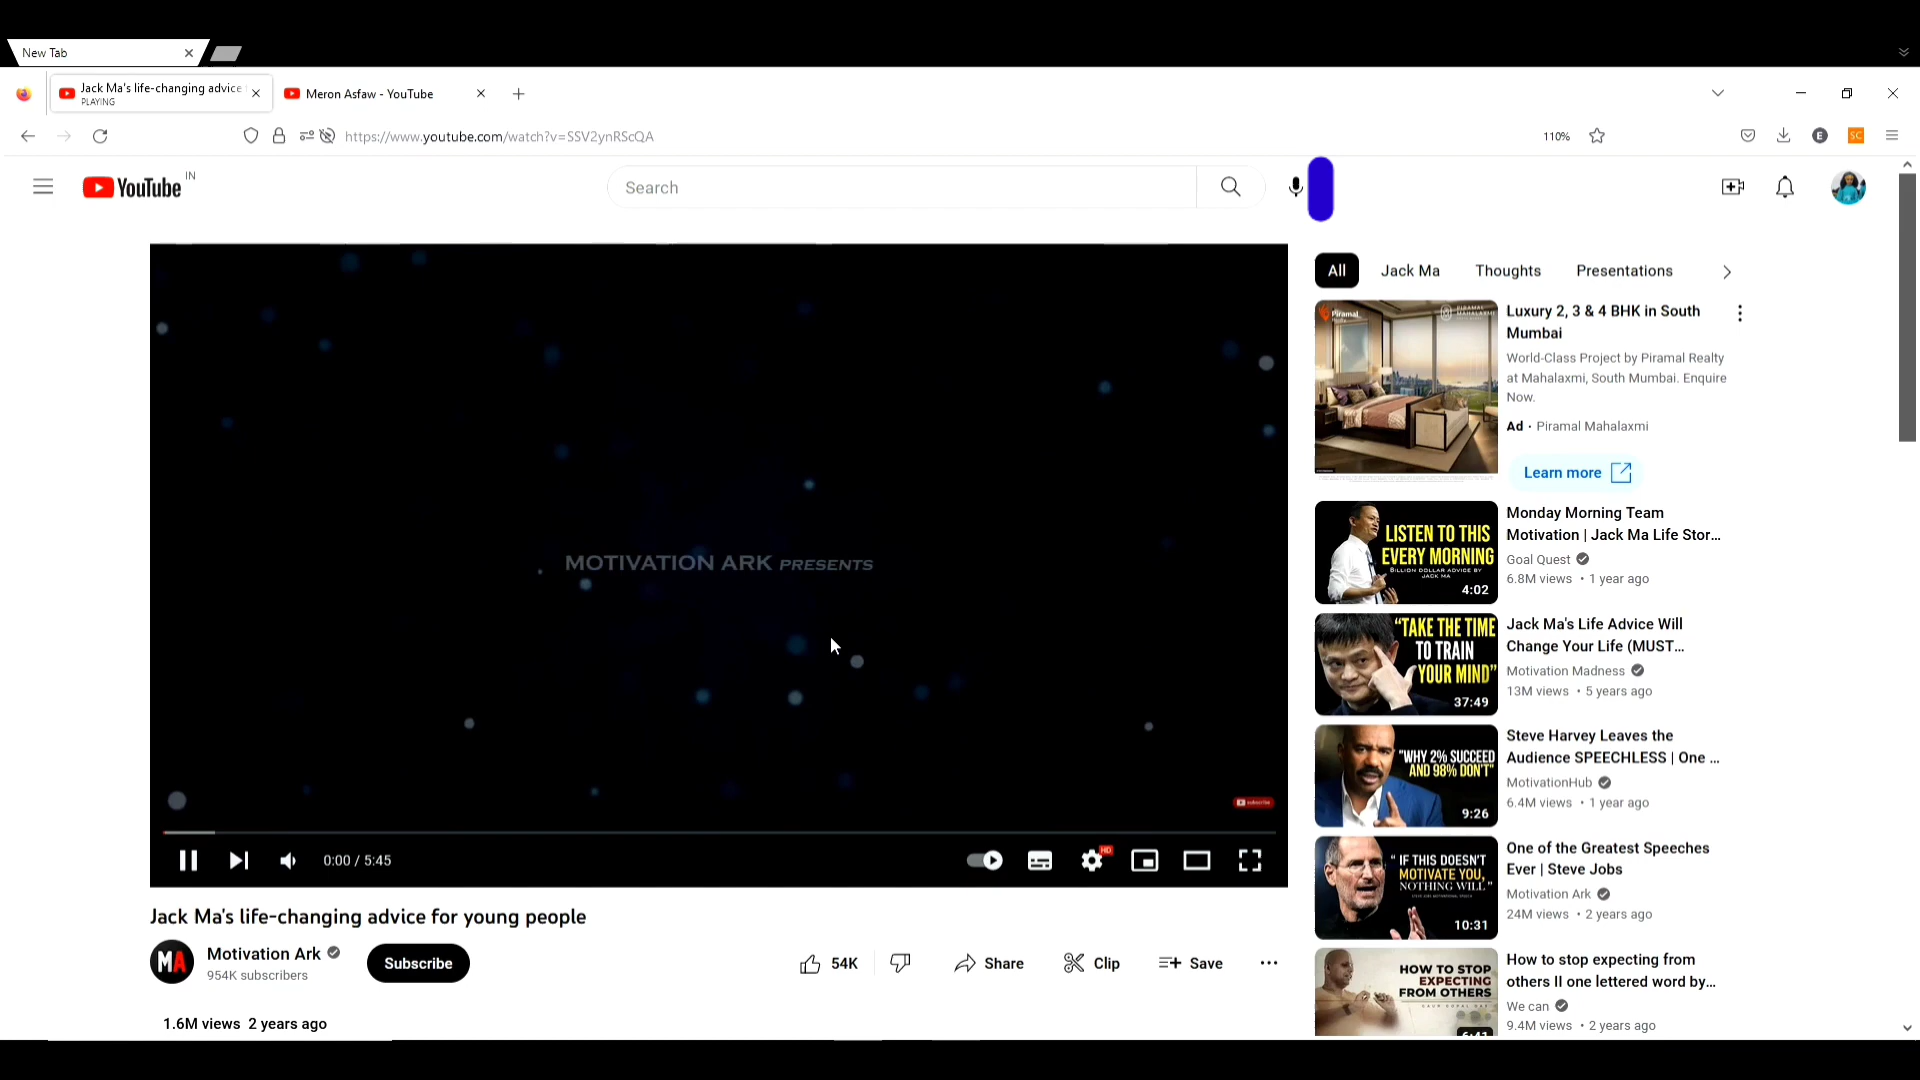 New Tab
Jack Ma's life-changing advice
PLAYING
Meron Asfaw - YouTube
https://www.youtube.com/watch?v=SSV2ynRScQA
110%
E
SC
YouTube IN
Search
All
Jack Ma
Thoughts
Presentations
Piramal
Luxury 2, 3 & 4 BHK in South
Mumbai
World-Class Project by Piramal Realty
at Mahalaxmi, South Mumbai. Enquire
Now.
Ad · Piramal Mahalaxmi
Learn more
MOTIVATION ARK PRESENTS
subscribe
0:00 / 5:45
HD
LISTEN TO THIS
EVERY MORNING
BILLION DOLLAR ADVICE BY
JACK MA
4:02
Monday Morning Team
Motivation | Jack Ma Life Stor...
Goal Quest
6.8M views • 1 year ago
"TAKE THE TIME
TO TRAIN
YOUR MIND"
37:49
Jack Ma's Life Advice Will
Change Your Life (MUST...
Motivation Madness
13M views • 5 years ago
"WHY 2% SUCCEED
AND 98% DON'T"
9:26
Steve Harvey Leaves the
Audience SPEECHLESS | One ...
MotivationHub
6.4M views • 1 year ago
"IF THIS DOESN'T
MOTIVATE YOU,
NOTHING WILL"
10:31
One of the Greatest Speeches
Ever | Steve Jobs
Motivation Ark
24M views • 2 years ago
HOW TO STOP
EXPECTING
FROM OTHERS
GAUR GOPAL DAS
How to stop expecting from
others II one lettered word by...
We can
9.4M views • 2 years ago
Jack Ma's life-changing advice for young people
MA
Motivation Ark
954K subscribers
Subscribe
54K
Share
Clip
Save
1.6M views 2 years ago